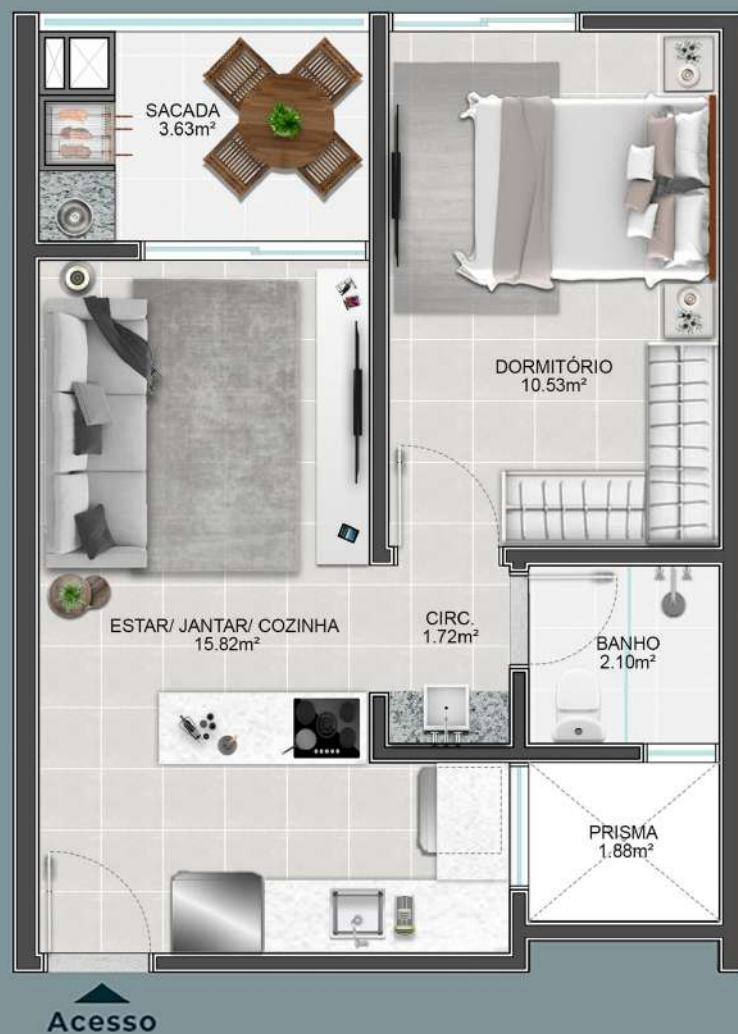 SACADA
3.63m²
DORMITÓRIO
10.53m²
ESTAR/ JANTAR/ COZINHA
15.82m²
CIRC.
1.72m²
BANHO
2.10m²
PRISMA
1.88m²
Acesso